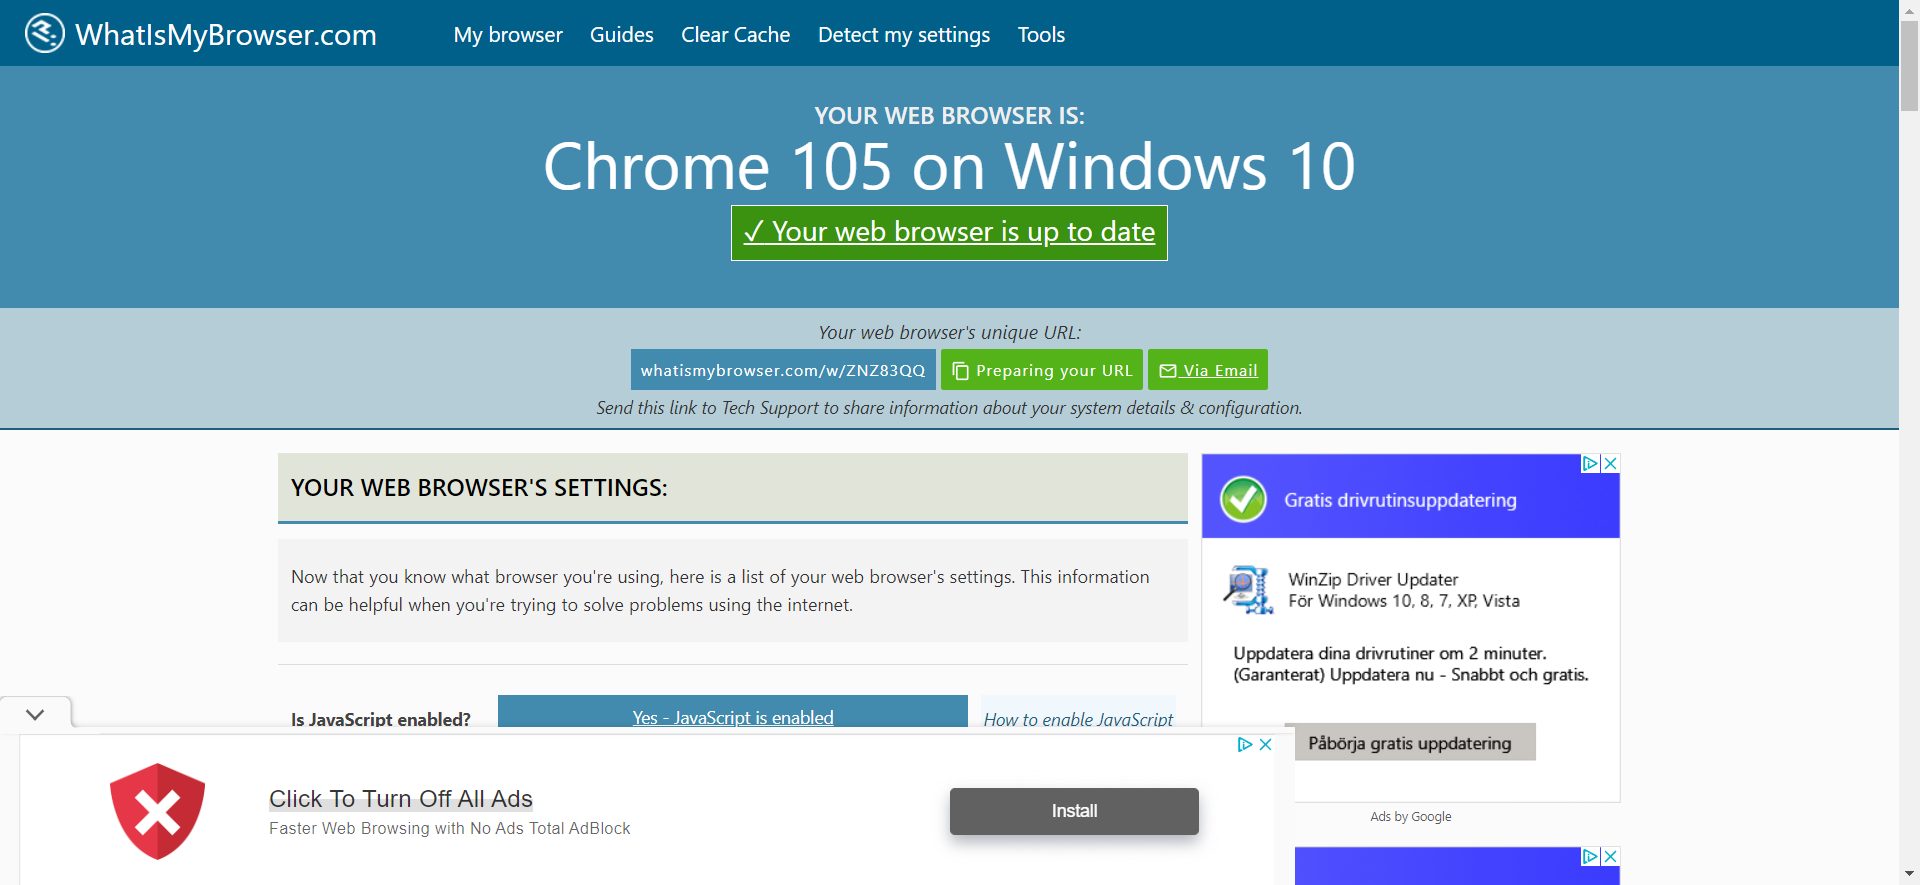 WhatIsMyBrowser.com
My browser Guides Clear Cache Detect my settings Tools
YOUR WEB BROWSER IS:
Chrome 105 on Windows 10
✓ Your web browser is up to date
Your web browser's unique URL:
whatismybrowser.com/w/ZNZ83QQ Preparing your URL Via Email
Send this link to Tech Support to share information about your system details & configuration.
YOUR WEB BROWSER'S SETTINGS:
Now that you know what browser you're using, here is a list of your web browser's settings. This information
can be helpful when you're trying to solve problems using the internet.
Is JavaScript enabled? Yes - JavaScript is enabled How to enable JavaScript
Gratis drivrutinsuppdatering
WinZip Driver Updater
För Windows 10, 8, 7, XP, Vista
Uppdatera dina drivrutiner om 2 minuter.
(Garanterat) Uppdatera nu - Snabbt och gratis.
Påbörja gratis uppdatering
Ads by Google
Click To Turn Off All Ads
Faster Web Browsing with No Ads Total AdBlock
Install